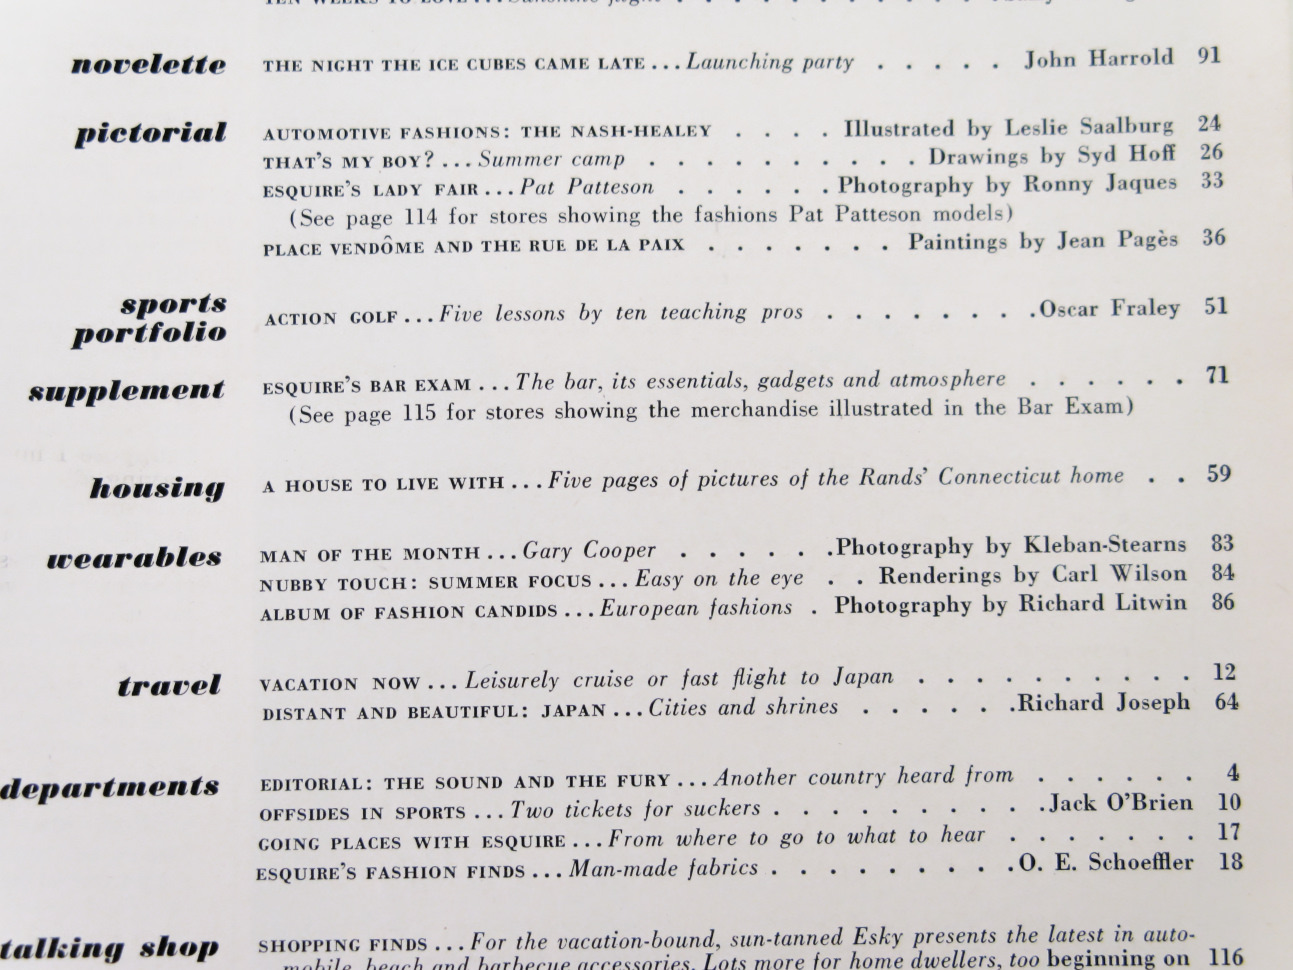 novelette THE NIGHT THE ICE CUBES CAME LATE...Launching party . . . . . John Harrold 91
pictorial AUTOMOTIVE FASHIONS: THE NASH-HEALEY . . . . Illustrated by Leslie Saalburg 24
THAT'S MY BOY?...Summer camp . . . . . . . . . . Drawings by Syd Hoff 26
ESQUIRE'S LADY FAIR...Pat Patteson . . . . . . Photography by Ronny Jaques 33
(See page 114 for stores showing the fashions Pat Patteson models)
PLACE VENDÔME AND THE RUE DE LA PAIX . . . . . . . Paintings by Jean Pagès 36
sports
portfolio ACTION GOLF...Five lessons by ten teaching pros . . . . . . . . Oscar Fraley 51
supplement ESQUIRE'S BAR EXAM...The bar, its essentials, gadgets and atmosphere . . . . . . 71
(See page 115 for stores showing the merchandise illustrated in the Bar Exam)
housing A HOUSE TO LIVE WITH...Five pages of pictures of the Rands' Connecticut home . . 59
wearables MAN OF THE MONTH...Gary Cooper . . . . . . Photography by Kleban-Stearns 83
NUBBY TOUCH: SUMMER FOCUS...Easy on the eye . . Renderings by Carl Wilson 84
ALBUM OF FASHION CANDIDS...European fashions . Photography by Richard Litwin 86
travel VACATION NOW...Leisurely cruise or fast flight to Japan . . . . . . . . . . 12
DISTANT AND BEAUTIFUL: JAPAN...Cities and shrines . . . . . . Richard Joseph 64
departments EDITORIAL: THE SOUND AND THE FURY...Another country heard from . . . . . . 4
OFFSIDES IN SPORTS...Two tickets for suckers . . . . . . . . . . Jack O'Brien 10
GOING PLACES WITH ESQUIRE...From where to go to what to hear . . . . . . . 17
ESQUIRE'S FASHION FINDS...Man-made fabrics . . . . . . . . . O. E. Schoeffler 18
talking shop SHOPPING FINDS...For the vacation-bound, sun-tanned Esky presents the latest in auto-
mobile, beach and barbecue accessories. Lots more for home dwellers, too beginning on 116